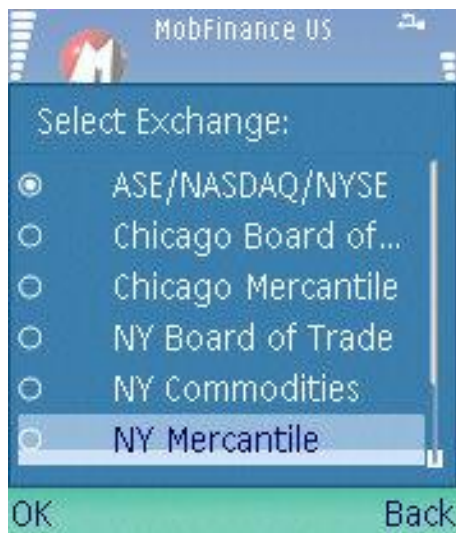 MobFinance US
Select Exchange:
ASE/NASDAQ/NYSE
Chicago Board of...
Chicago Mercantile
NY Board of Trade
NY Commodities
NY Mercantile
OK Back